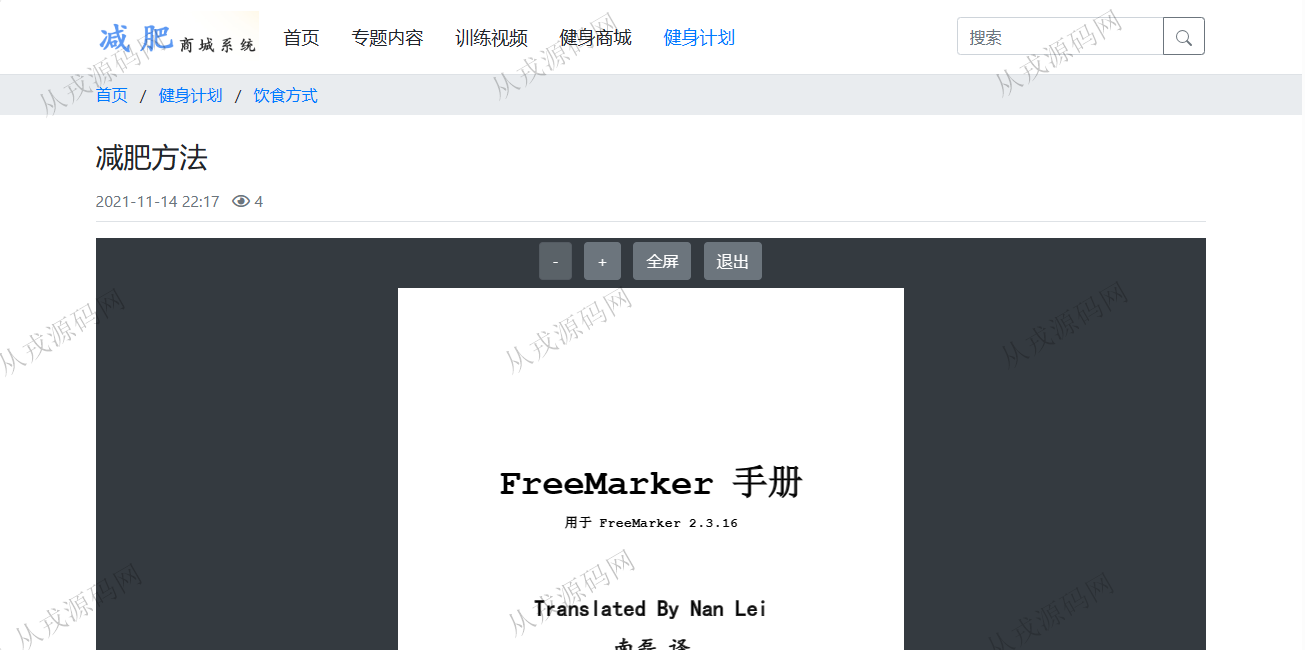 减 肥 商城系统 首页 专题内容 训练视频 健身商城 健身计划 搜索
首页 / 健身计划 / 饮食方式
减肥方法
2021-11-14 22:17 4
- + 全屏 退出
FreeMarker 手册
用于 FreeMarker 2.3.16
Translated By Nan Lei
南磊 译
从戎源码网
从戎源码网
从戎源码网
从戎源码网
从戎源码网
从戎源码网
从戎源码网
从戎源码网
从戎源码网